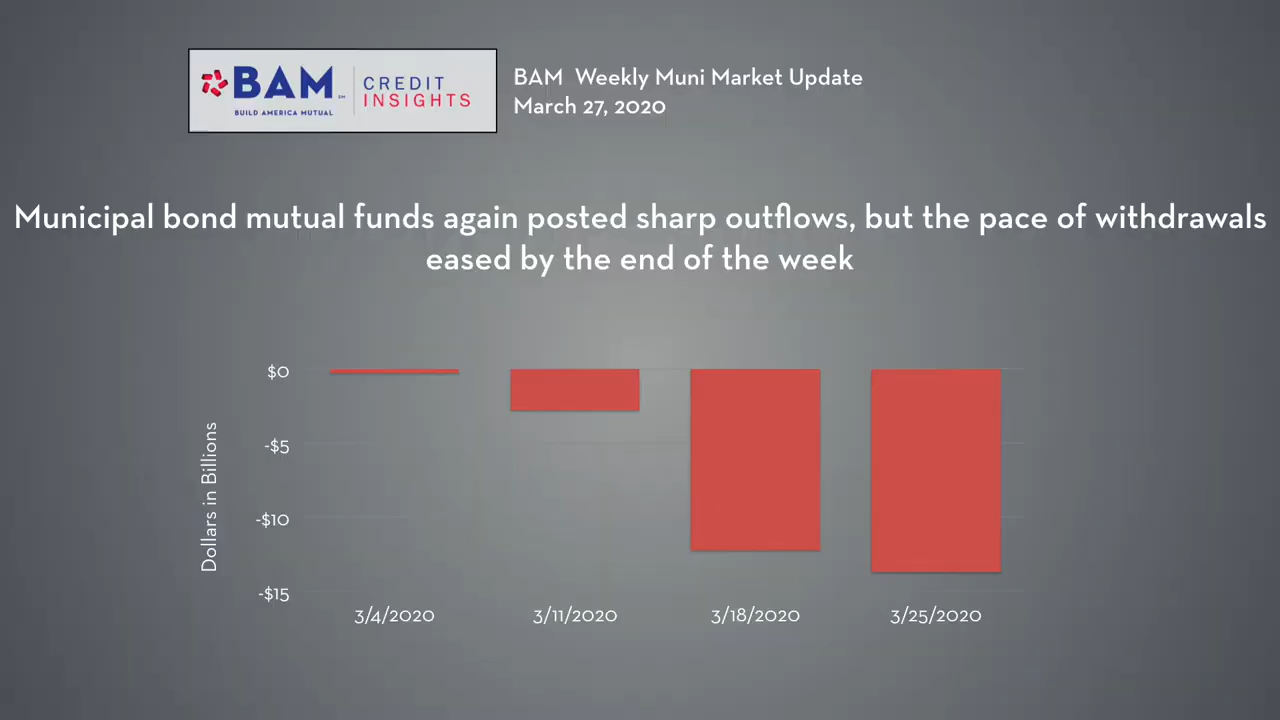 BAM
BUILD AMERICA MUTUAL
CREDIT
INSIGHTS
BAM Weekly Muni Market Update
March 27, 2020
Municipal bond mutual funds again posted sharp outflows, but the pace of withdrawals
eased by the end of the week
Dollars in Billions
$0
-$5
-$10
-$15
3/4/2020
3/11/2020
3/18/2020
3/25/2020